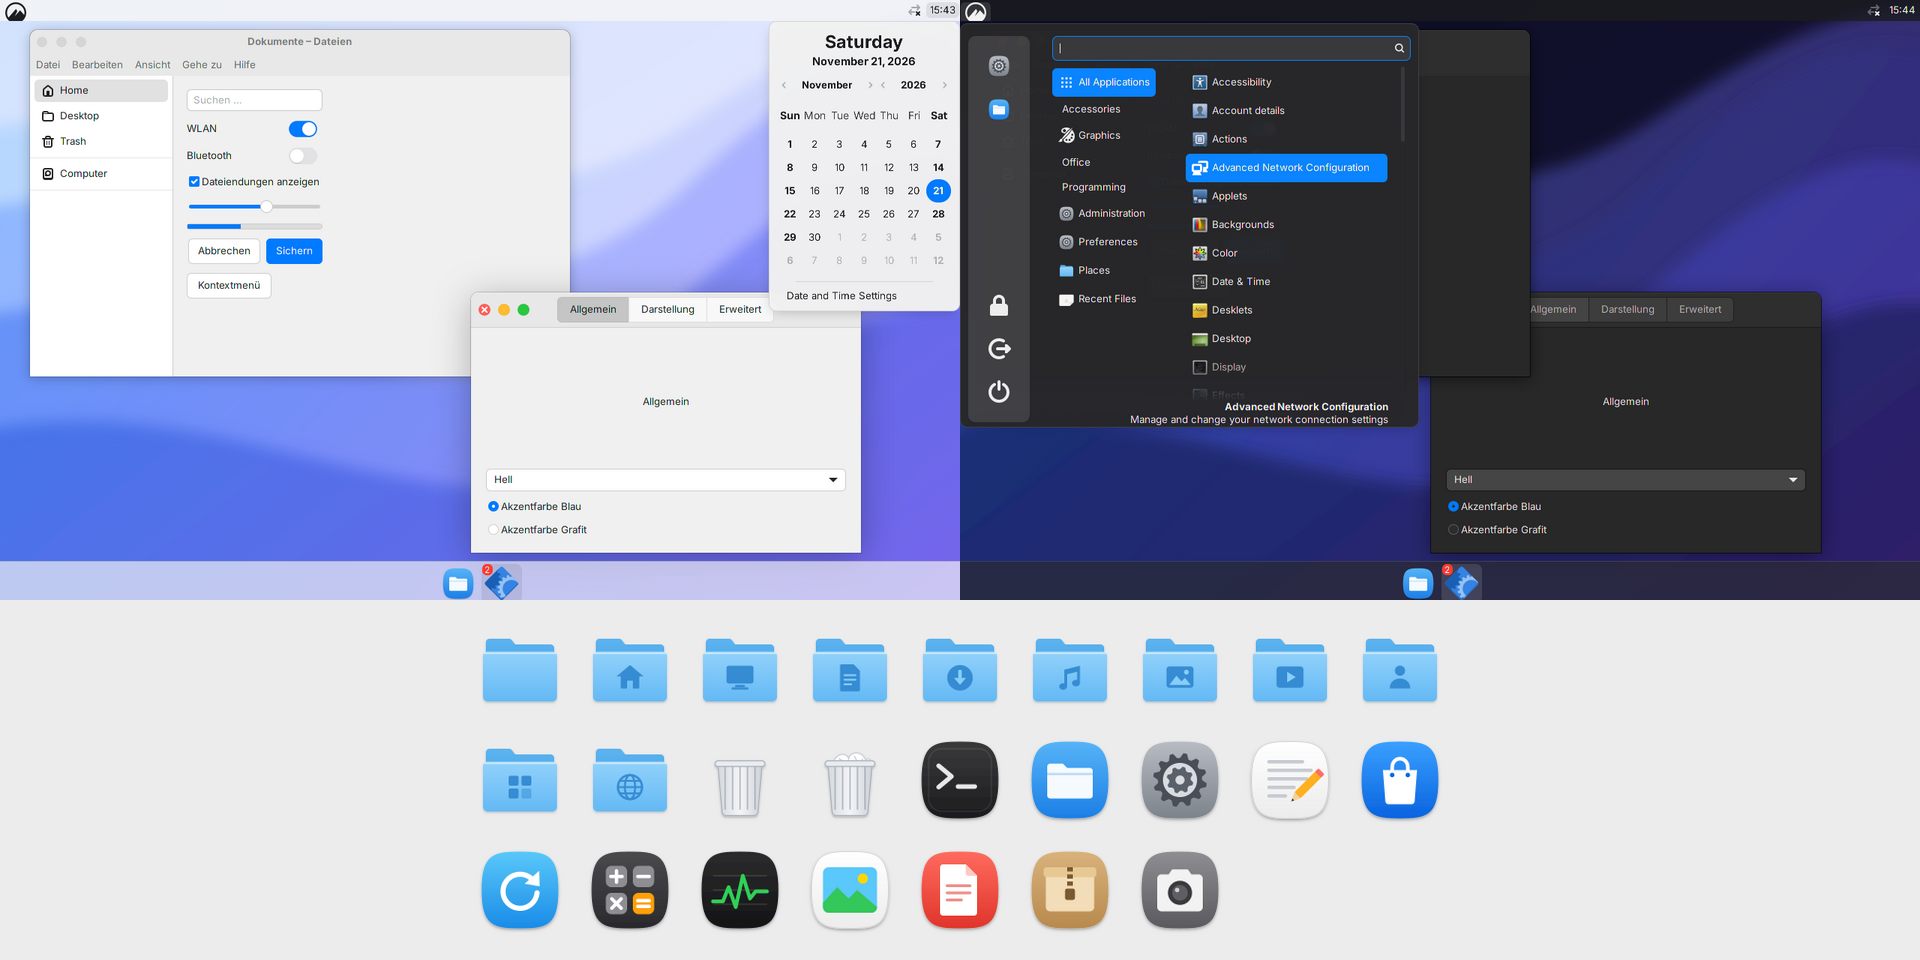 15:43
Dokumente – Dateien
Datei Bearbeiten Ansicht Gehe zu Hilfe
Home
Desktop
Trash
Computer
Suchen ...
WLAN
Bluetooth
Dateiendungen anzeigen
Abbrechen Sichern
Kontextmenü
Saturday
November 21, 2026
November 2026
Sun Mon Tue Wed Thu Fri Sat
1 2 3 4 5 6 7
8 9 10 11 12 13 14
15 16 17 18 19 20 21
22 23 24 25 26 27 28
29 30 1 2 3 4 5
6 7 8 9 10 11 12
Date and Time Settings
Allgemein Darstellung Erweitert
Allgemein
Hell
Akzentfarbe Blau
Akzentfarbe Grafit
2
15:44
All Applications
Accessories
Graphics
Office
Programming
Administration
Preferences
Places
Recent Files
Accessibility
Account details
Actions
Advanced Network Configuration
Applets
Backgrounds
Color
Date & Time
Desklets
Desktop
Display
Effects
Advanced Network Configuration
Manage and change your network connection settings
Allgemein Darstellung Erweitert
Allgemein
Hell
Akzentfarbe Blau
Akzentfarbe Grafit
2